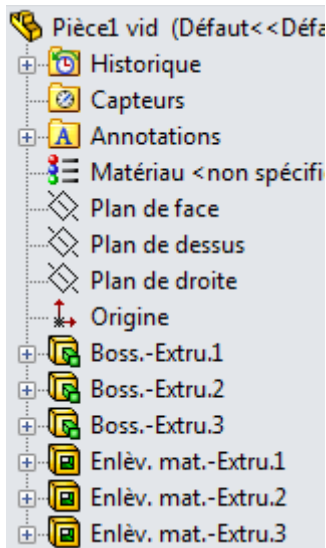 Pièce1 vid (Défaut<<Défa
Historique
Capteurs
Annotations
Matériau <non spécifi
Plan de face
Plan de dessus
Plan de droite
Origine
Boss.-Extru.1
Boss.-Extru.2
Boss.-Extru.3
Enlèv. mat.-Extru.1
Enlèv. mat.-Extru.2
Enlèv. mat.-Extru.3